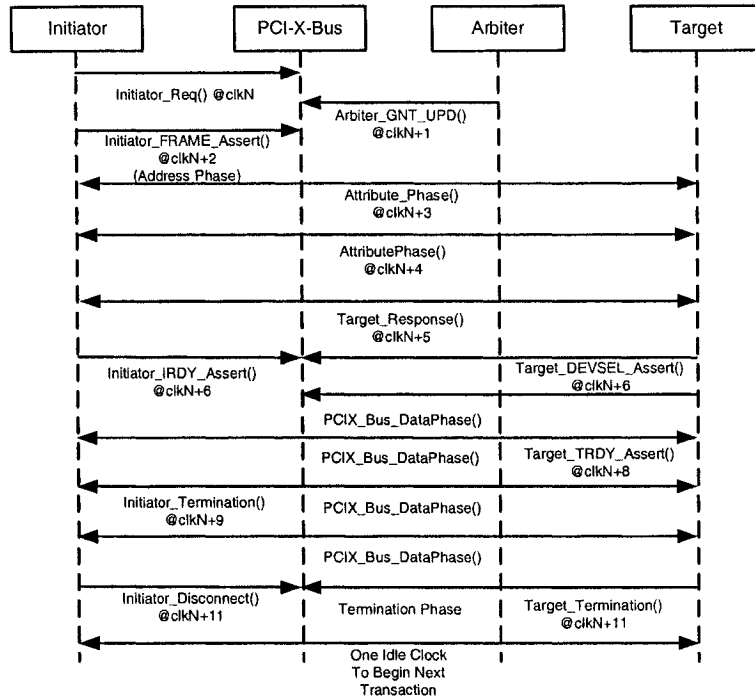 Initiator
PCI-X-Bus
Arbiter
Target
Initiator_Req() @clkN
Arbiter_GNT_UPD()
@clkN+1
Initiator_FRAME_Assert()
@clkN+2
(Address Phase)
Attribute_Phase()
@clkN+3
AttributePhase()
@clkN+4
Target_Response()
@clkN+5
Initiator_IRDY_Assert()
@clkN+6
Target_DEVSEL_Assert()
@clkN+6
PCIX_Bus_DataPhase()
PCIX_Bus_DataPhase()
Target_TRDY_Assert()
@clkN+8
Initiator_Termination()
@clkN+9
PCIX_Bus_DataPhase()
PCIX_Bus_DataPhase()
Initiator_Disconnect()
@clkN+11
Termination Phase
Target_Termination()
@clkN+11
One Idle Clock
To Begin Next
Transaction